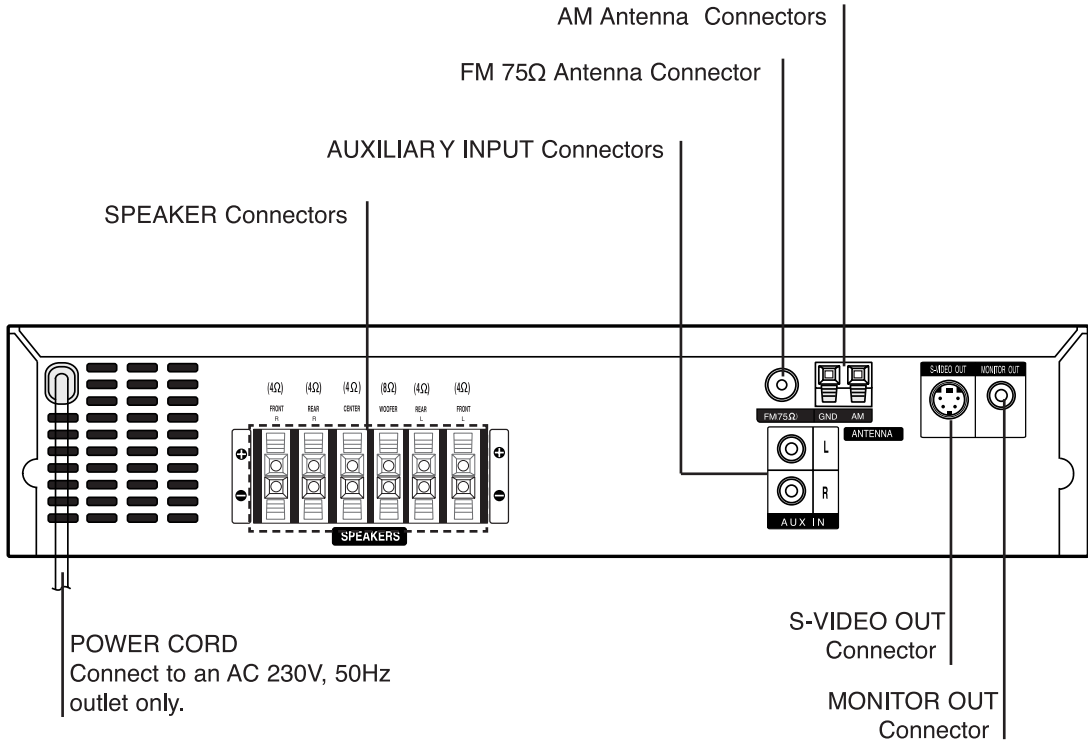 AM Antenna Connectors
FM 75Ω Antenna Connector
AUXILIARY INPUT Connectors
SPEAKER Connectors
(4Ω) (4Ω) (4Ω) (8Ω) (4Ω) (4Ω)
FRONT REAR CENTER WOOFER REAR FRONT
R R L L
SPEAKERS
FM75Ω) GND AM
ANTENNA
L
R
AUX IN
S-VIDEO OUT MONITOR OUT
POWER CORD
Connect to an AC 230V, 50Hz
outlet only.
S-VIDEO OUT
Connector
MONITOR OUT
Connector